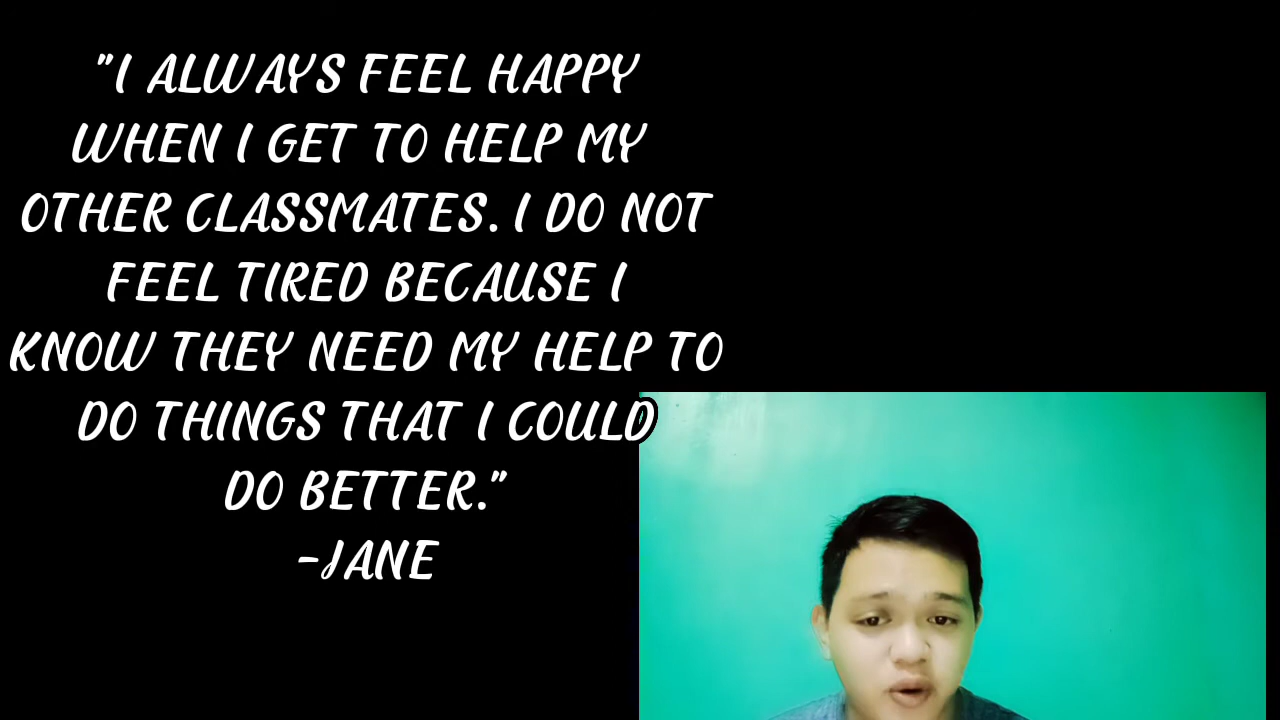 "I ALWAYS FEEL HAPPY
WHEN I GET TO HELP MY
OTHER CLASSMATES. I DO NOT
FEEL TIRED BECAUSE I
KNOW THEY NEED MY HELP TO
DO THINGS THAT I COULD
DO BETTER."
-JANE